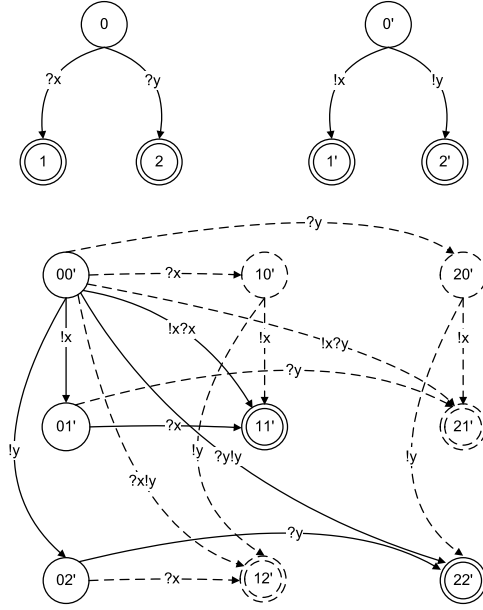 0 0'
?x ?y !x !y
1 2 1' 2'
?y
00' ?x 10' 20'
!x !x?x !x !x?y !x
?y
01' ?x 11' 21'
!y !y ?y!y !y
?x!y
?y
02' ?x 12' 22'